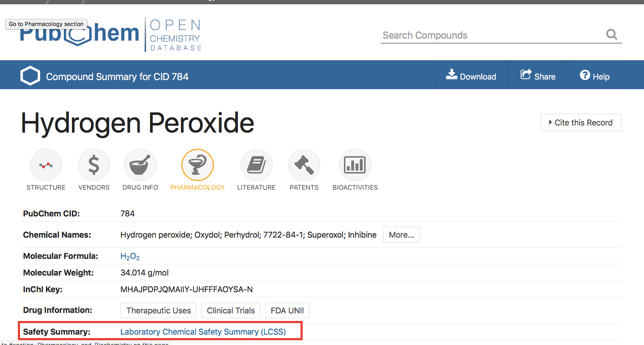 Go to Pharmacology section
PubChem
OPEN
CHEMISTRY
DATABASE
Search Compounds
Compound Summary for CID 784
Download
Share
Help
Hydrogen Peroxide
Cite this Record
STRUCTURE
VENDORS
DRUG INFO
PHARMACOLOGY
LITERATURE
PATENTS
BIOACTIVITIES
PubChem CID: 784
Chemical Names: Hydrogen peroxide; Oxydol; Perhydrol; 7722-84-1; Superoxol; Inhibine More...
Molecular Formula: H₂O₂
Molecular Weight: 34.014 g/mol
InChI Key: MHAJPDPJQMAIIY-UHFFFAOYSA-N
Drug Information: Therapeutic Uses Clinical Trials FDA UNII
Safety Summary: Laboratory Chemical Safety Summary (LCSS)